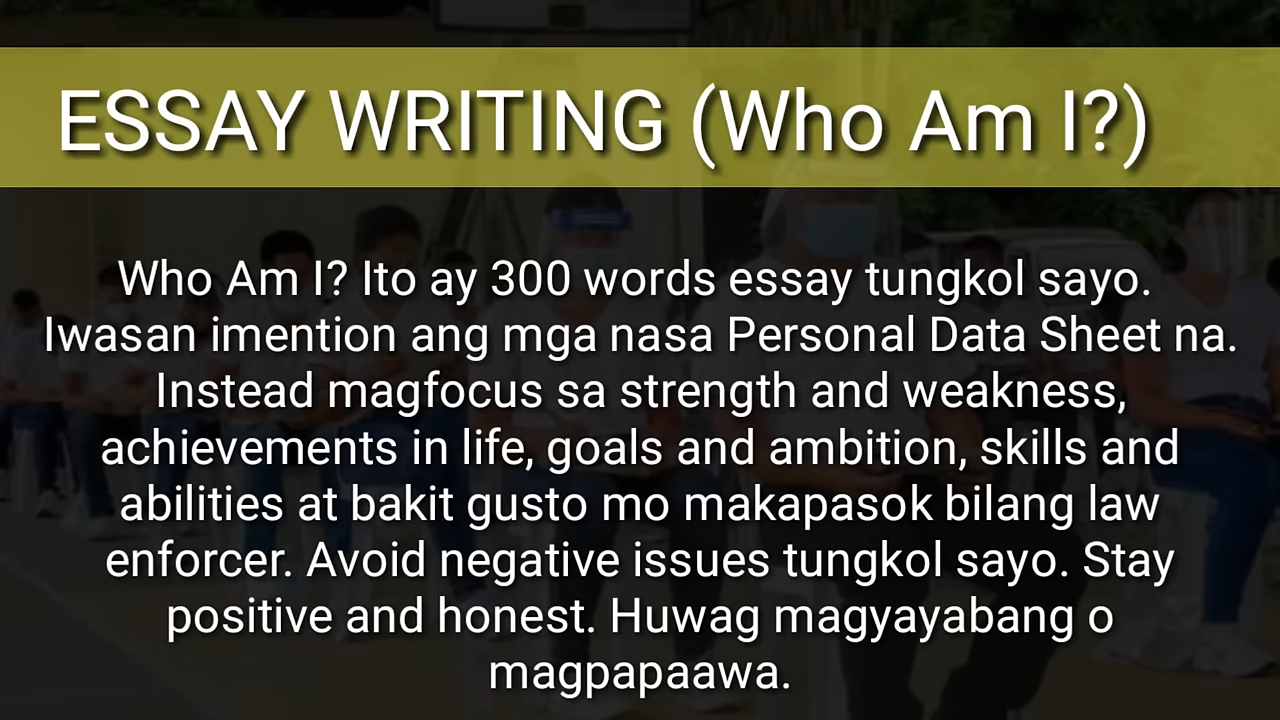 ESSAY WRITING (Who Am I?)
Who Am I? Ito ay 300 words essay tungkol sayo.
Iwasan imention ang mga nasa Personal Data Sheet na.
Instead magfocus sa strength and weakness,
achievements in life, goals and ambition, skills and
abilities at bakit gusto mo makapasok bilang law
enforcer. Avoid negative issues tungkol sayo. Stay
positive and honest. Huwag magyayabang o
magpapaawa.